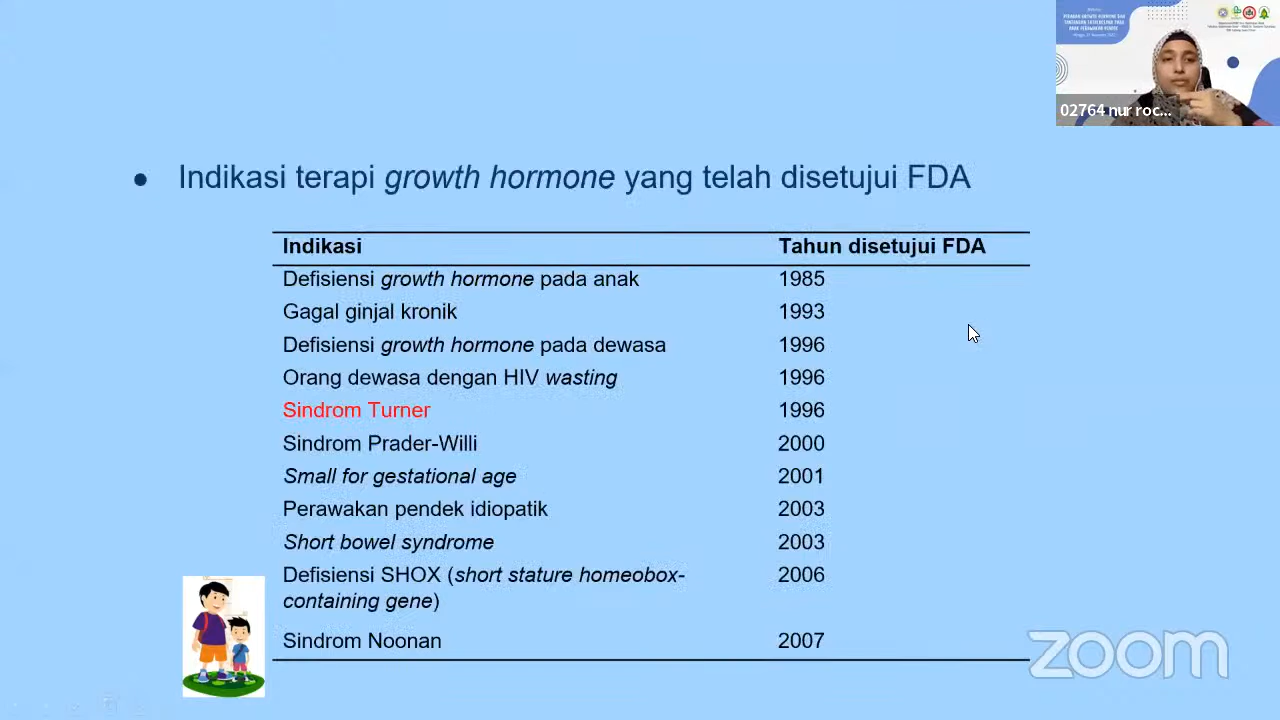 02764 nur roc...
Indikasi terapi growth hormone yang telah disetujui FDA
Indikasi Tahun disetujui FDA
Defisiensi growth hormone pada anak 1985
Gagal ginjal kronik 1993
Defisiensi growth hormone pada dewasa 1996
Orang dewasa dengan HIV wasting 1996
Sindrom Turner 1996
Sindrom Prader-Willi 2000
Small for gestational age 2001
Perawakan pendek idiopatik 2003
Short bowel syndrome 2003
Defisiensi SHOX (short stature homeobox- 2006
containing gene)
Sindrom Noonan 2007
zoom